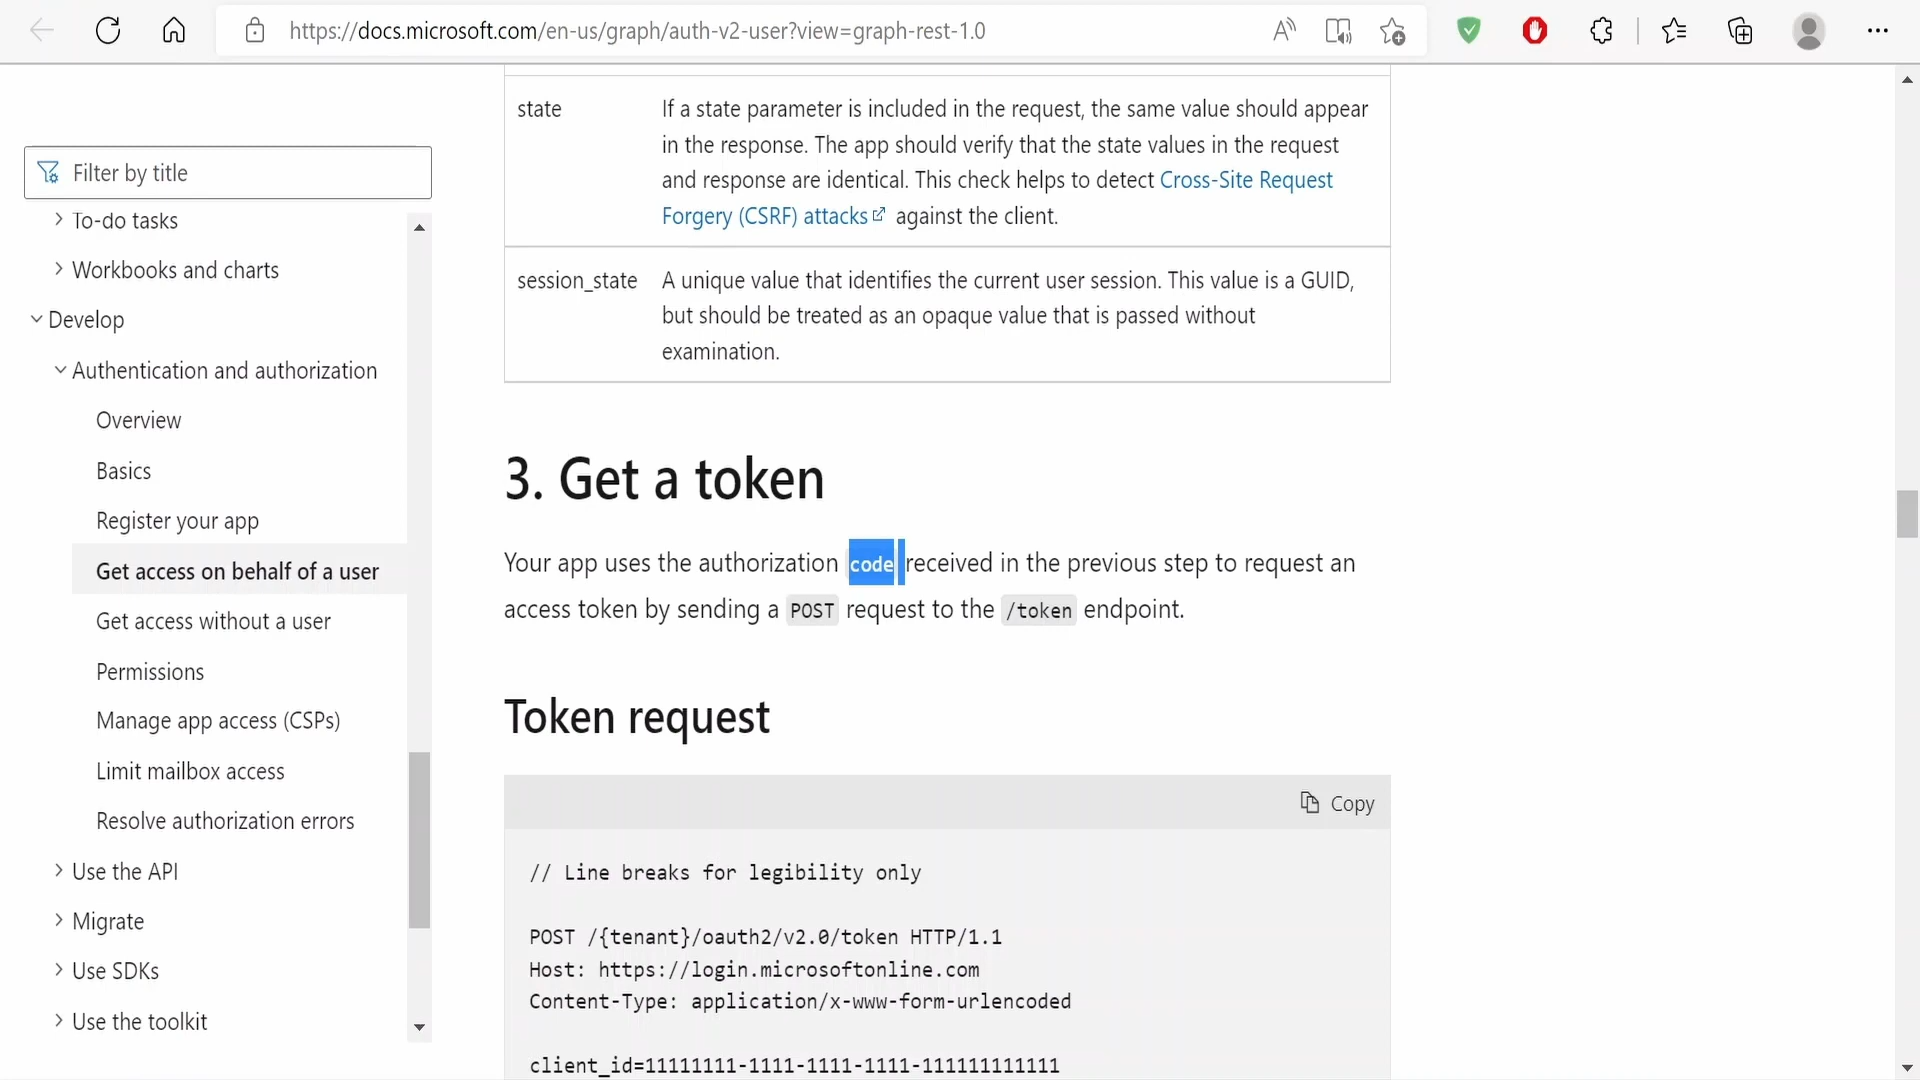 https://docs.microsoft.com/en-us/graph/auth-v2-user?view=graph-rest-1.0
Filter by title
To-do tasks
Workbooks and charts
Develop
Authentication and authorization
Overview
Basics
Register your app
Get access on behalf of a user
Get access without a user
Permissions
Manage app access (CSPs)
Limit mailbox access
Resolve authorization errors
Use the API
Migrate
Use SDKs
Use the toolkit
state
If a state parameter is included in the request, the same value should appear
in the response. The app should verify that the state values in the request
and response are identical. This check helps to detect Cross-Site Request
Forgery (CSRF) attacks against the client.
session_state
A unique value that identifies the current user session. This value is a GUID,
but should be treated as an opaque value that is passed without
examination.
3. Get a token
Your app uses the authorization code received in the previous step to request an
access token by sending a POST request to the /token endpoint.
Token request
Copy
// Line breaks for legibility only
POST /{tenant}/oauth2/v2.0/token HTTP/1.1
Host: https://login.microsoftonline.com
Content-Type: application/x-www-form-urlencoded
client_id=11111111-1111-1111-1111-111111111111